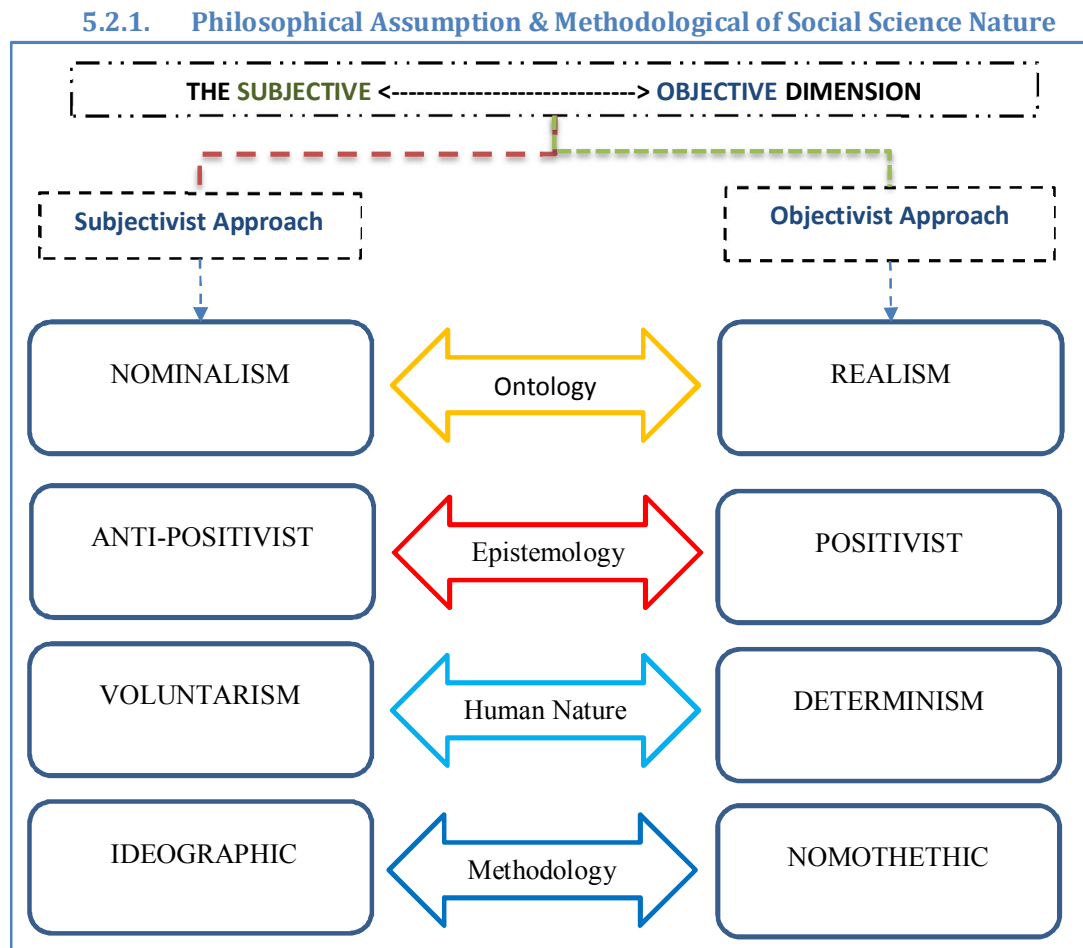 5.2.1. Philosophical Assumption & Methodological of Social Science Nature
THE SUBJECTIVE <-----------------------------> OBJECTIVE DIMENSION
Subjectivist Approach
Objectivist Approach
NOMINALISM
Ontology
REALISM
ANTI-POSITIVIST
Epistemology
POSITIVIST
VOLUNTARISM
Human Nature
DETERMINISM
IDEOGRAPHIC
Methodology
NOMOTHETHIC